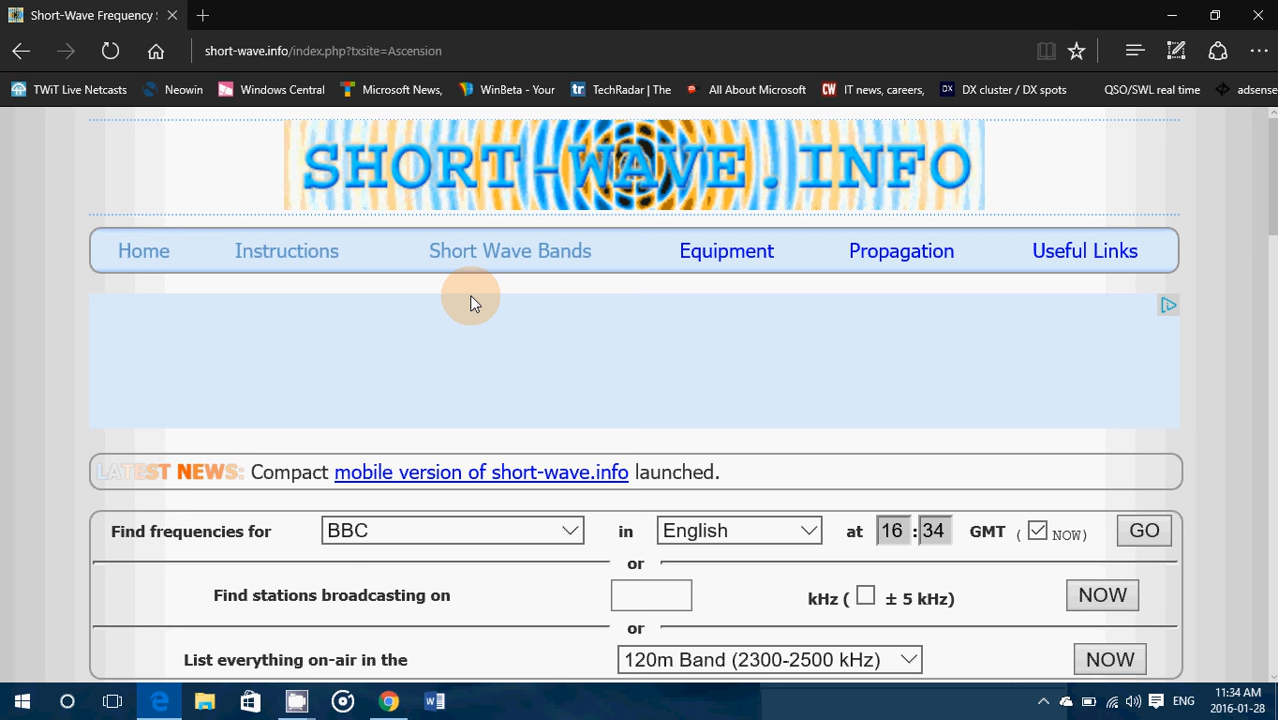 Short-Wave Frequency S
short-wave.info/index.php?txsite=Ascension
TWiT Live Netcasts Neowin Windows Central Microsoft News, WinBeta - Your TechRadar | The All About Microsoft CW IT news, careers, DX DX cluster / DX spots QSO/SWL real time adsense
SHORT-WAVE.INFO
Home Instructions Short Wave Bands Equipment Propagation Useful Links
LATEST NEWS: Compact mobile version of short-wave.info launched.
Find frequencies for BBC in English at 16 : 34 GMT ( NOW) GO
or
Find stations broadcasting on kHz ( ± 5 kHz) NOW
or
List everything on-air in the 120m Band (2300-2500 kHz) NOW
ENG 11:34 AM
2016-01-28